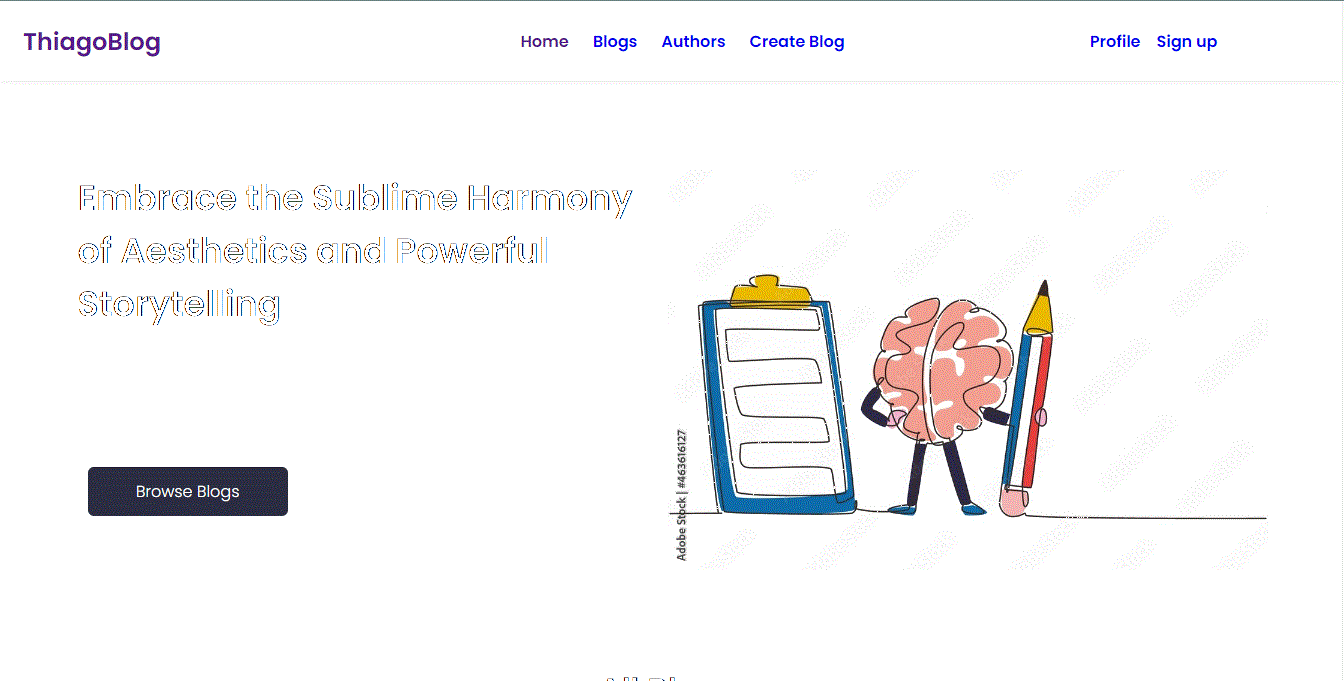 ThiagoBlog
Home Blogs Authors Create Blog
Profile Sign up
Embrace the Sublime Harmony
of Aesthetics and Powerful
Storytelling
Browse Blogs
Adobe Stock | #463616127